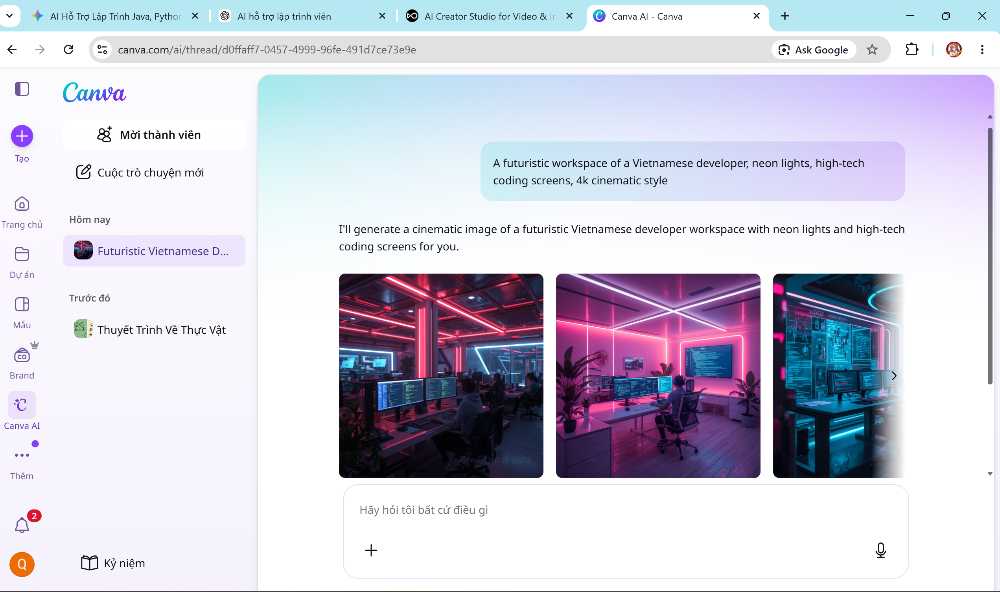 AI Hỗ Trợ Lập Trình Java, Python
AI hỗ trợ lập trình viên
AI Creator Studio for Video &
Canva AI - Canva
canva.com/ai/thread/d0ffaff7-0457-4999-96fe-491d7ce73e9e
Ask Google
Canva
Mời thành viên
Cuộc trò chuyện mới
Hôm nay
Futuristic Vietnamese D...
Trước đó
Thuyết Trình Về Thực Vật
Kỷ niệm
Tạo
Trang chủ
Dự án
Mẫu
CO
Brand
Canva AI
Thêm
2
Q
A futuristic workspace of a Vietnamese developer, neon lights, high-tech
coding screens, 4k cinematic style
I'll generate a cinematic image of a futuristic Vietnamese developer workspace with neon lights and high-tech
coding screens for you.
Chỉnh sửa
Hãy hỏi tôi bất cứ điều gì